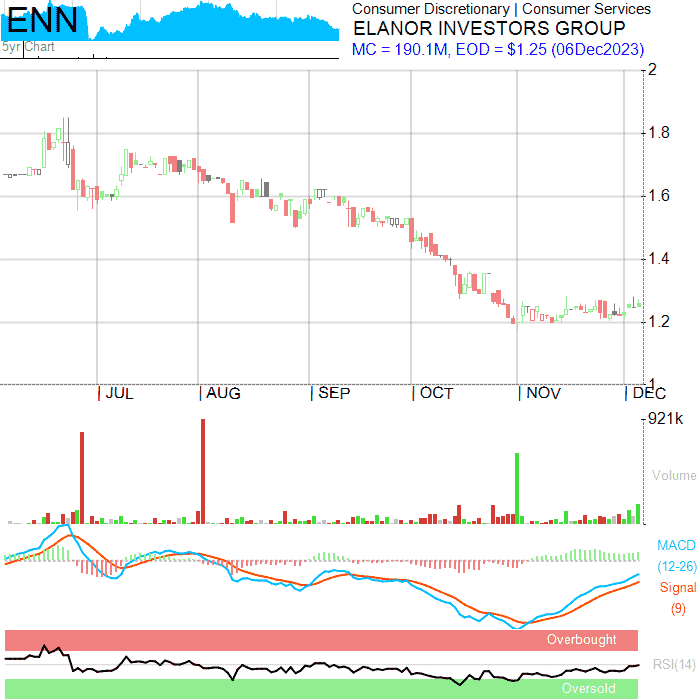 ENN
5yr Chart
Consumer Discretionary | Consumer Services
ELANOR INVESTORS GROUP
MC = 190.1M, EOD = $1.25 (06Dec2023)
2
1.8
1.6
1.4
1.2
1
JUL AUG SEP OCT NOV DEC
921k
Volume
MACD
(12-26)
Signal
(9)
Overbought
RSI(14)
Oversold